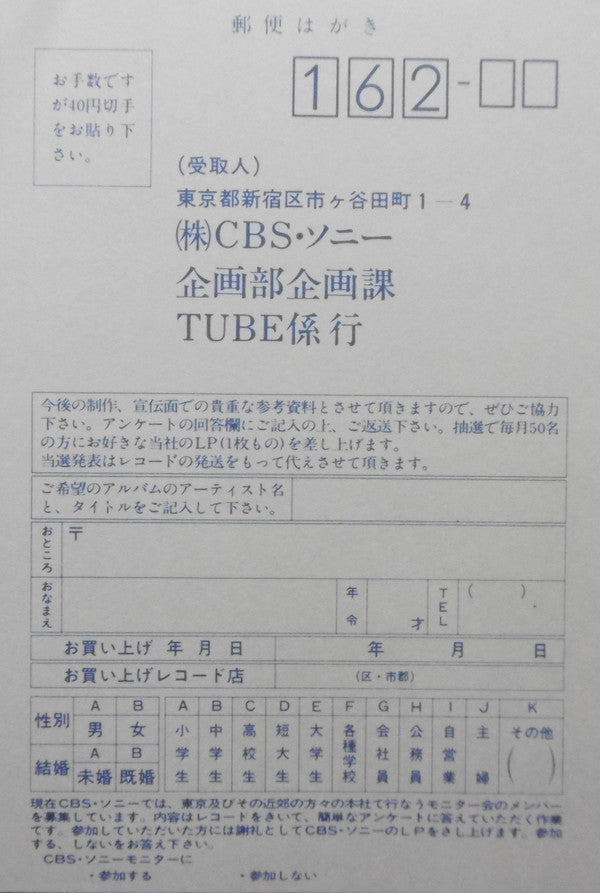 郵便はがき
お手数です
が40円切手
をお貼り下
さい。
162-
(受取人)
東京都新宿区市ヶ谷田町1-4
㈱CBS・ソニー
企画部企画課
TUBE係行
今後の制作、宣伝面での貴重な参考資料とさせて頂きますので、ぜひご協力
下さい。アンケートの回答欄にご記入の上、ご返送下さい。抽選で毎月50名
の方にお好きな当社のLP(1枚もの)を差し上げます。
当選発表はレコードの発送をもって代えさせて頂きます。
ご希望のアルバムのアーティスト名
と、タイトルをご記入して下さい。
おところ 〒
おなまえ 年令 才 TEL ( )
お買い上げ 年 月 日 年 月 日
お買い上げレコード店 (区・市郡)
性別 A男 B女
結婚 A未婚 B既婚
A小学生 B中学生 C高校生 D短大生 E大学生 F各種学校 G会社員 H公務員 I自営業 J主婦 Kその他( )
現在CBS・ソニーでは、東京及びその近郊の方々の本社で行なうモニター会のメンバー
を募集しています。内容はレコードをきいて、簡単なアンケートに答えていただく作業
です。参加していただいた方には謝礼としてCBS・ソニーのLPをさし上げます。参加
する、しないをお答え下さい。
CBS・ソニーモニターに
・参加する ・参加しない